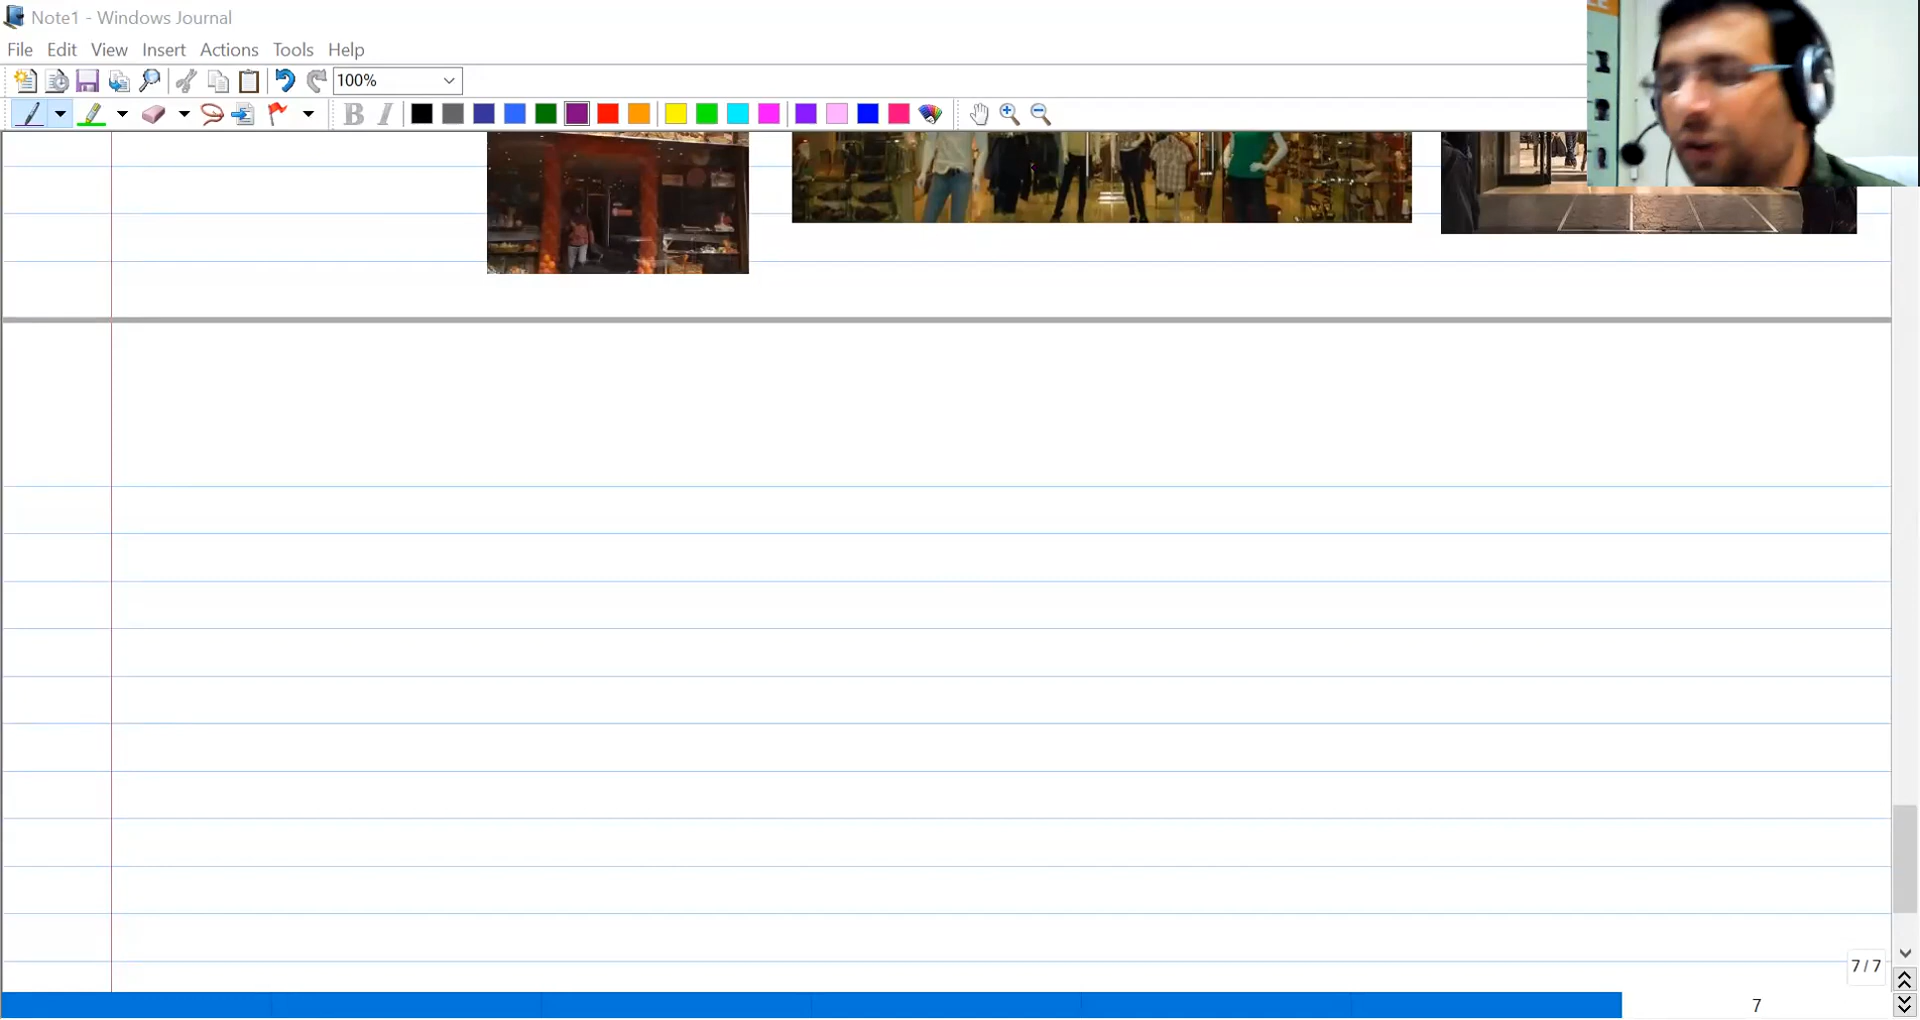 Note1 - Windows Journal
File Edit View Insert Actions Tools Help
100%
B I
7 / 7
7